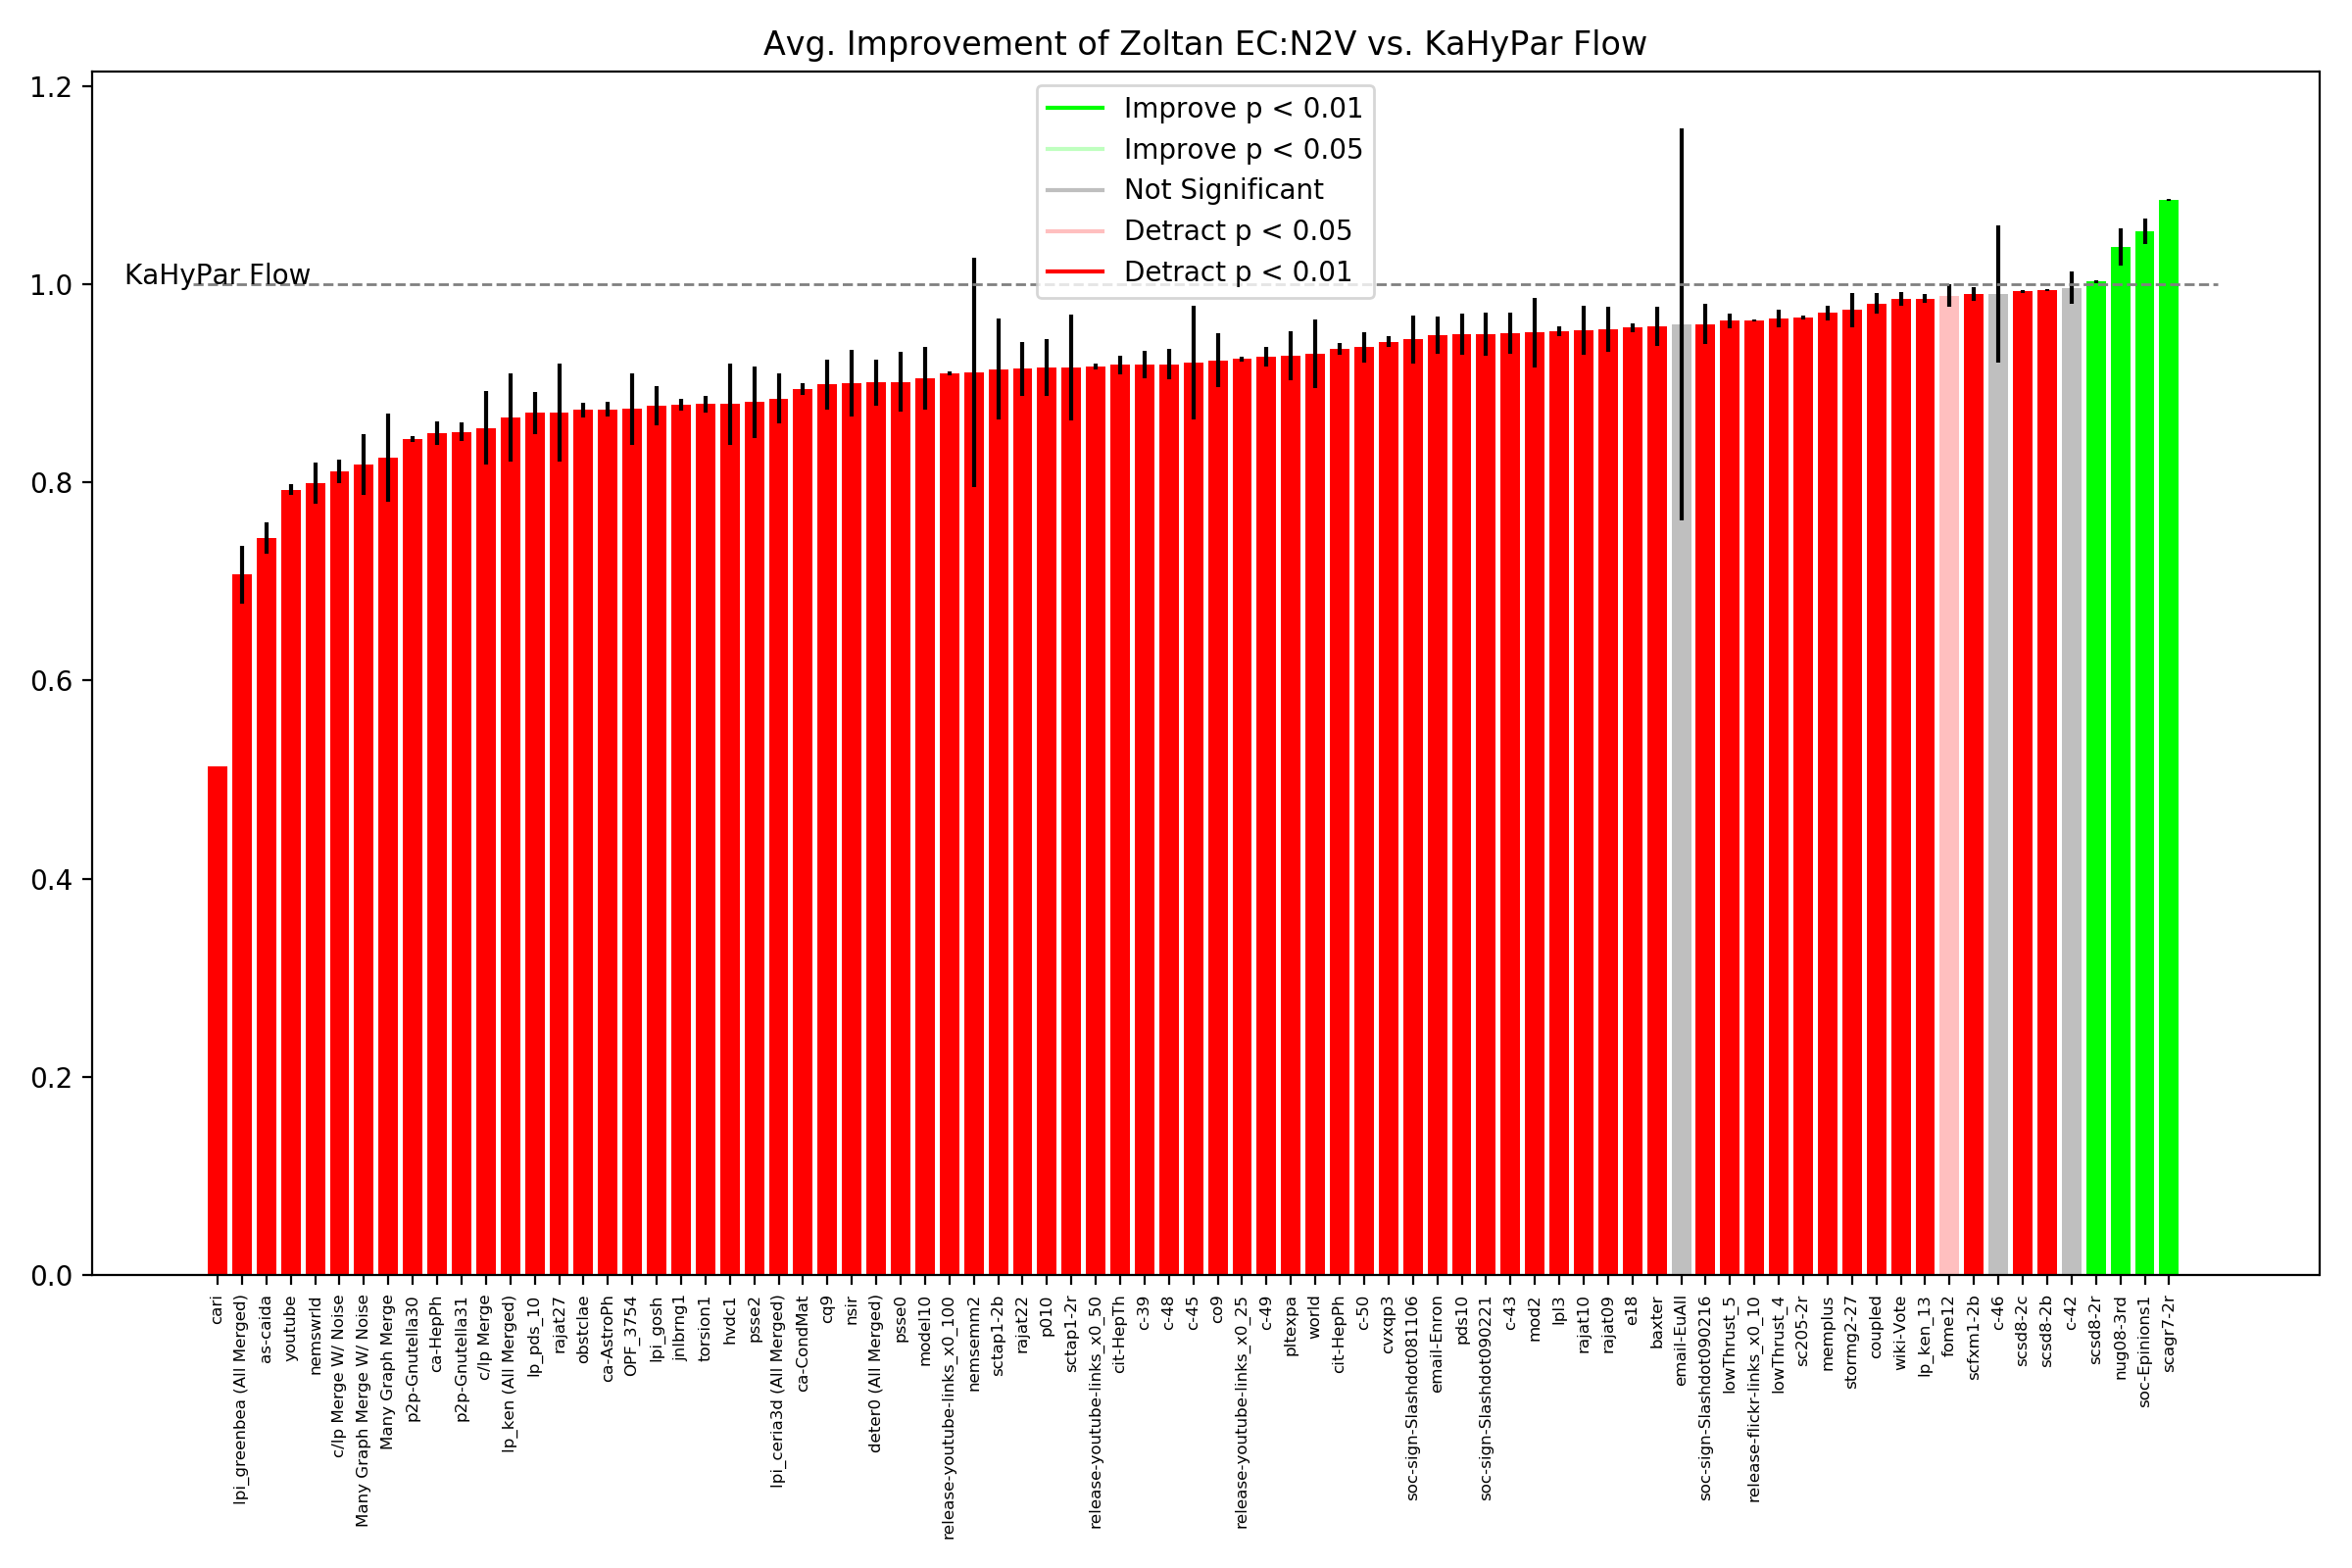 Avg. Improvement of Zoltan EC:N2V vs. KaHyPar Flow
1.2
1.0
0.8
0.6
0.4
0.2
0.0
KaHyPar Flow
Improve p < 0.01
Improve p < 0.05
Not Significant
Detract p < 0.05
Detract p < 0.01
cari
lpi_greenbea (All Merged)
as-caida
youtube
nemswrld
c/lp Merge W/ Noise
Many Graph Merge W/ Noise
Many Graph Merge
p2p-Gnutella30
ca-HepPh
p2p-Gnutella31
c/lp Merge
lp_ken (All Merged)
lp_pds_10
rajat27
obstclae
ca-AstroPh
OPF_3754
lpi_gosh
jnlbrng1
torsion1
hvdc1
psse2
lpi_ceria3d (All Merged)
ca-CondMat
cq9
nsir
deter0 (All Merged)
psse0
model10
release-youtube-links_x0_100
nemsemm2
sctap1-2b
rajat22
p010
sctap1-2r
release-youtube-links_x0_50
cit-HepTh
c-39
c-48
c-45
co9
release-youtube-links_x0_25
c-49
pltexpa
world
cit-HepPh
c-50
cvxqp3
soc-sign-Slashdot081106
email-Enron
pds10
soc-sign-Slashdot090221
c-43
mod2
lpl3
rajat10
rajat09
e18
baxter
email-EuAll
soc-sign-Slashdot090216
lowThrust_5
release-flickr-links_x0_10
lowThrust_4
sc205-2r
memplus
stormg2-27
coupled
wiki-Vote
lp_ken_13
fome12
scfxm1-2b
c-46
scsd8-2c
scsd8-2b
c-42
scsd8-2r
nug08-3rd
soc-Epinions1
scagr7-2r